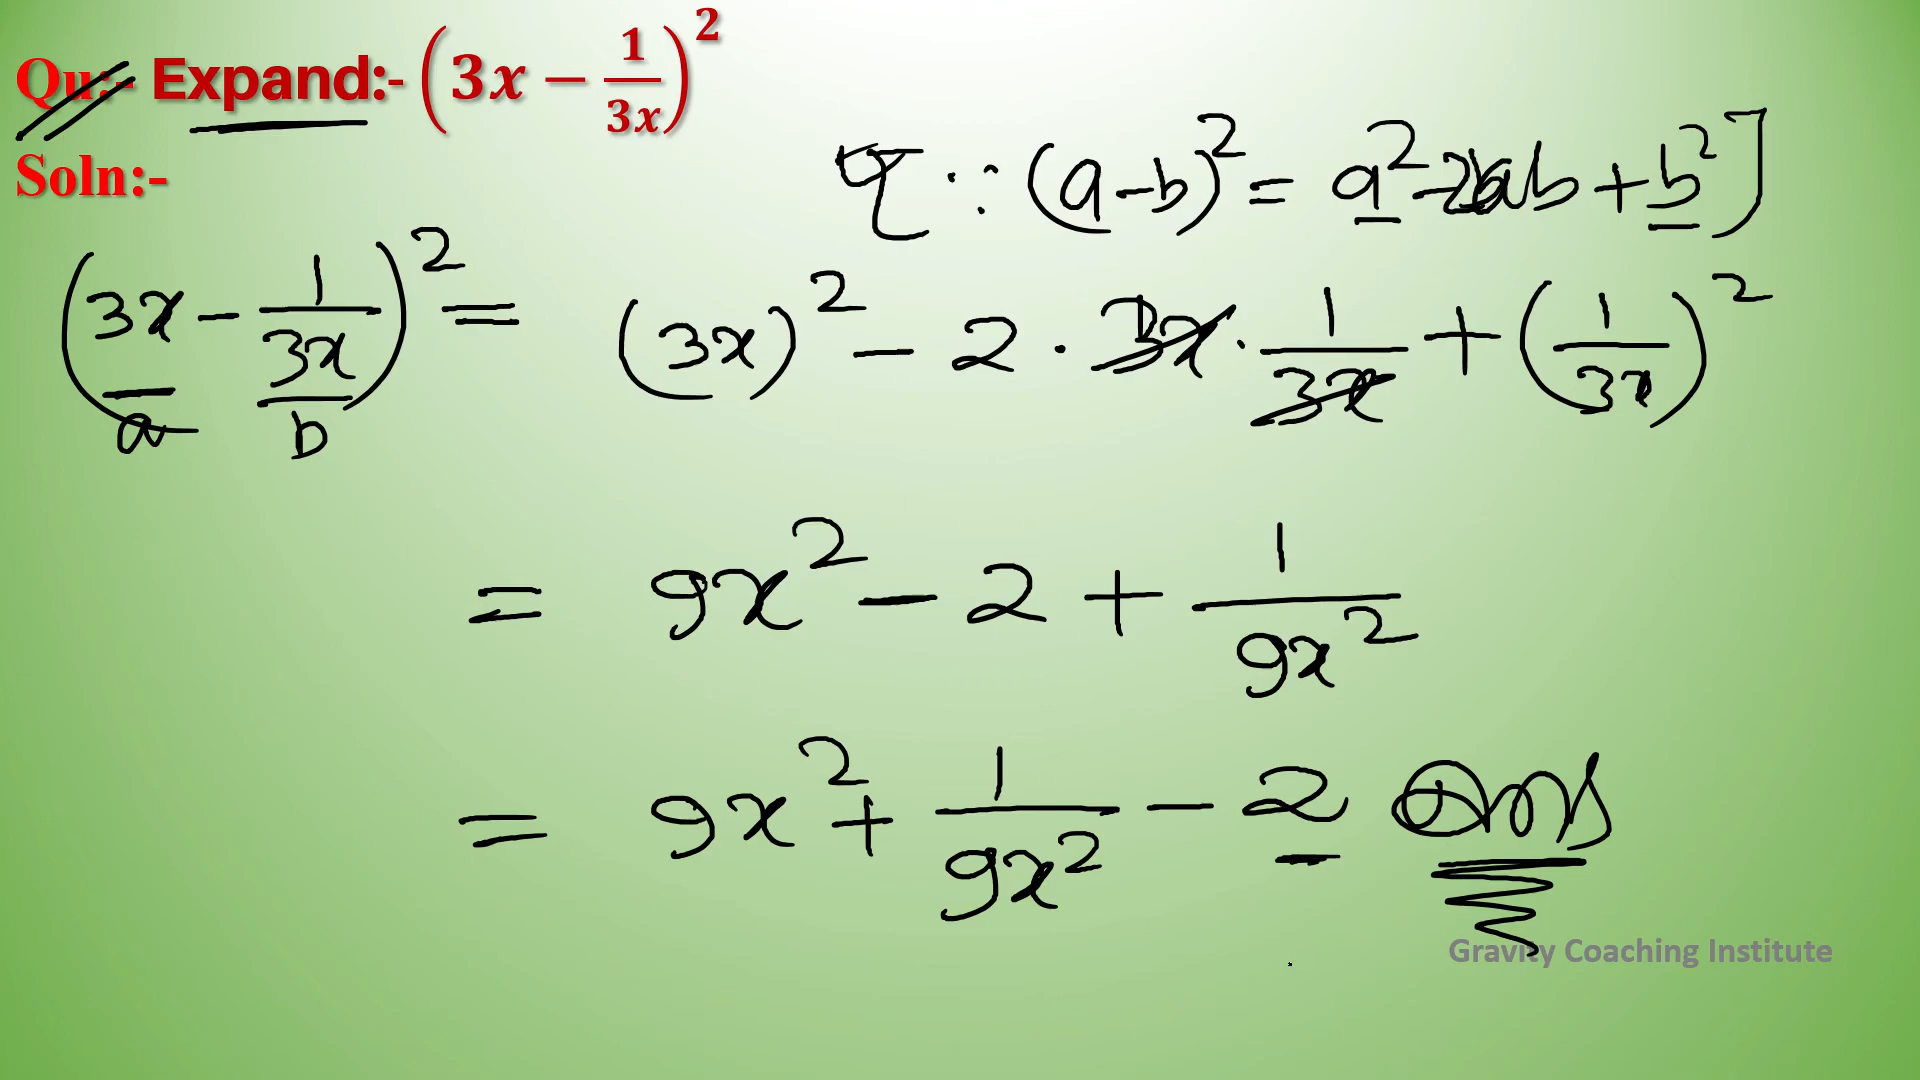 Qu:- Expand:- (3x − 1/3x)²
Soln:-
[∵ (a-b)² = a² - 2ab + b²]
(3x - 1/3x)² = (3x)² - 2 · 3x · 1/3x + (1/3x)²
a b
= 9x² - 2 + 1/9x²
= 9x² + 1/9x² - 2 Ans
Gravity Coaching Institute